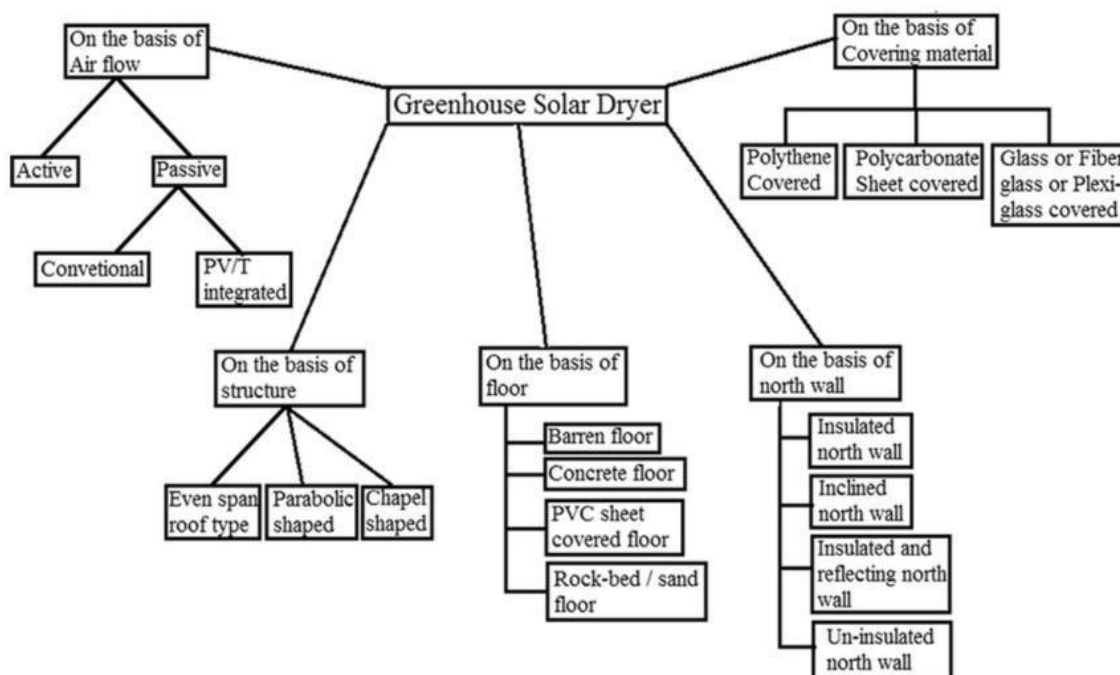 On the basis of
Air flow
On the basis of
Covering material
Greenhouse Solar Dryer
Active
Passive
Polythene
Covered
Polycarbonate
Sheet covered
Glass or Fiber
glass or Plexi-
glass covered
Convetional
PV/T
integrated
On the basis of
structure
On the basis of
floor
On the basis of
north wall
Even span
roof type
Parabolic
shaped
Chapel
shaped
Barren floor
Concrete floor
PVC sheet
covered floor
Rock-bed / sand
floor
Insulated
north wall
Inclined
north wall
Insulated and
reflecting north
wall
Un-insulated
north wall